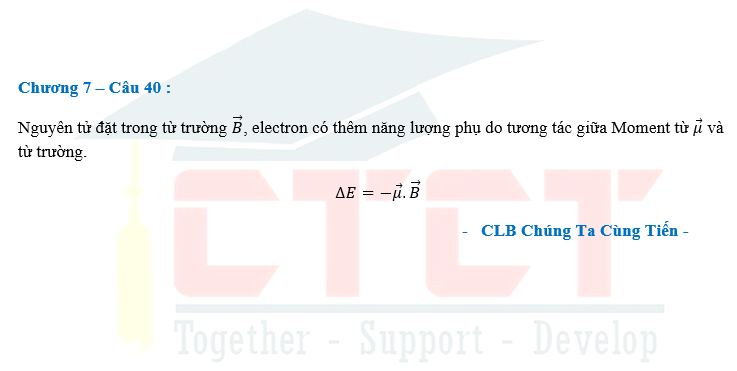 Chương 7 – Câu 40 :
Nguyên tử đặt trong từ trường $\vec{B}$, electron có thêm năng lượng phụ do tương tác giữa Moment từ $\vec{\mu}$ và
từ trường.
$\Delta E = -\vec{\mu}.\vec{B}$
- CLB Chúng Ta Cùng Tiến -
CTCT
Together - Support - Develop